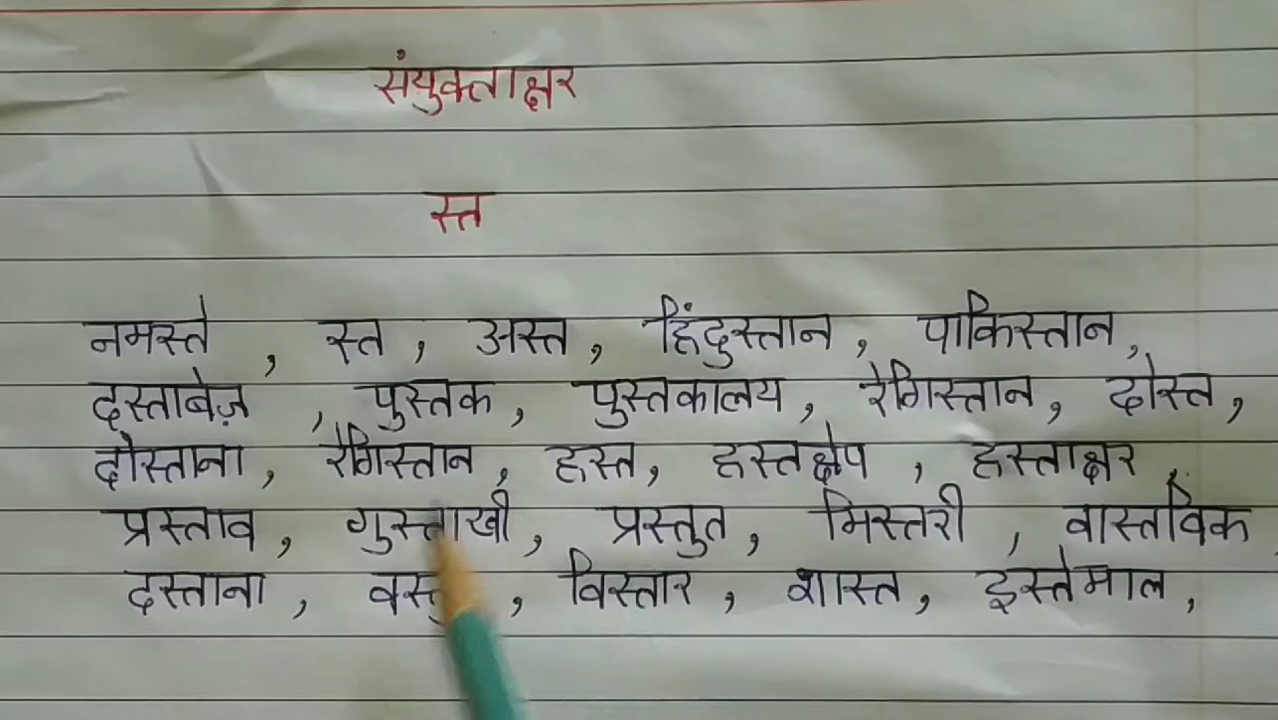 संयुक्ताक्षर
स्त
नमस्ते , स्त , अस्त , हिंदुस्तान , पाकिस्तान ,
दस्ताबेज़ , पुस्तक , पुस्तकालय , रेगिस्तान , दोस्त ,
दोस्ताना , रेगिस्तान , हस्त , हस्तक्षेप , हस्ताक्षर ,
प्रस्ताव , गुस्ताखी , प्रस्तुत , मिस्तरी , वास्तविक
दस्ताना , , विस्तार , शास्त , इस्तेमाल ,